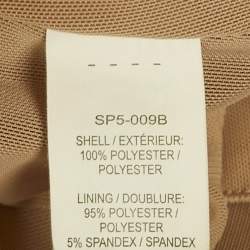 - - - -
SP5-009B
SHELL / EXTÉRIEUR:
100% POLYESTER /
POLYESTER
LINING / DOUBLURE:
95% POLYESTER /
POLYESTER
5% SPANDEX / SPANDEX